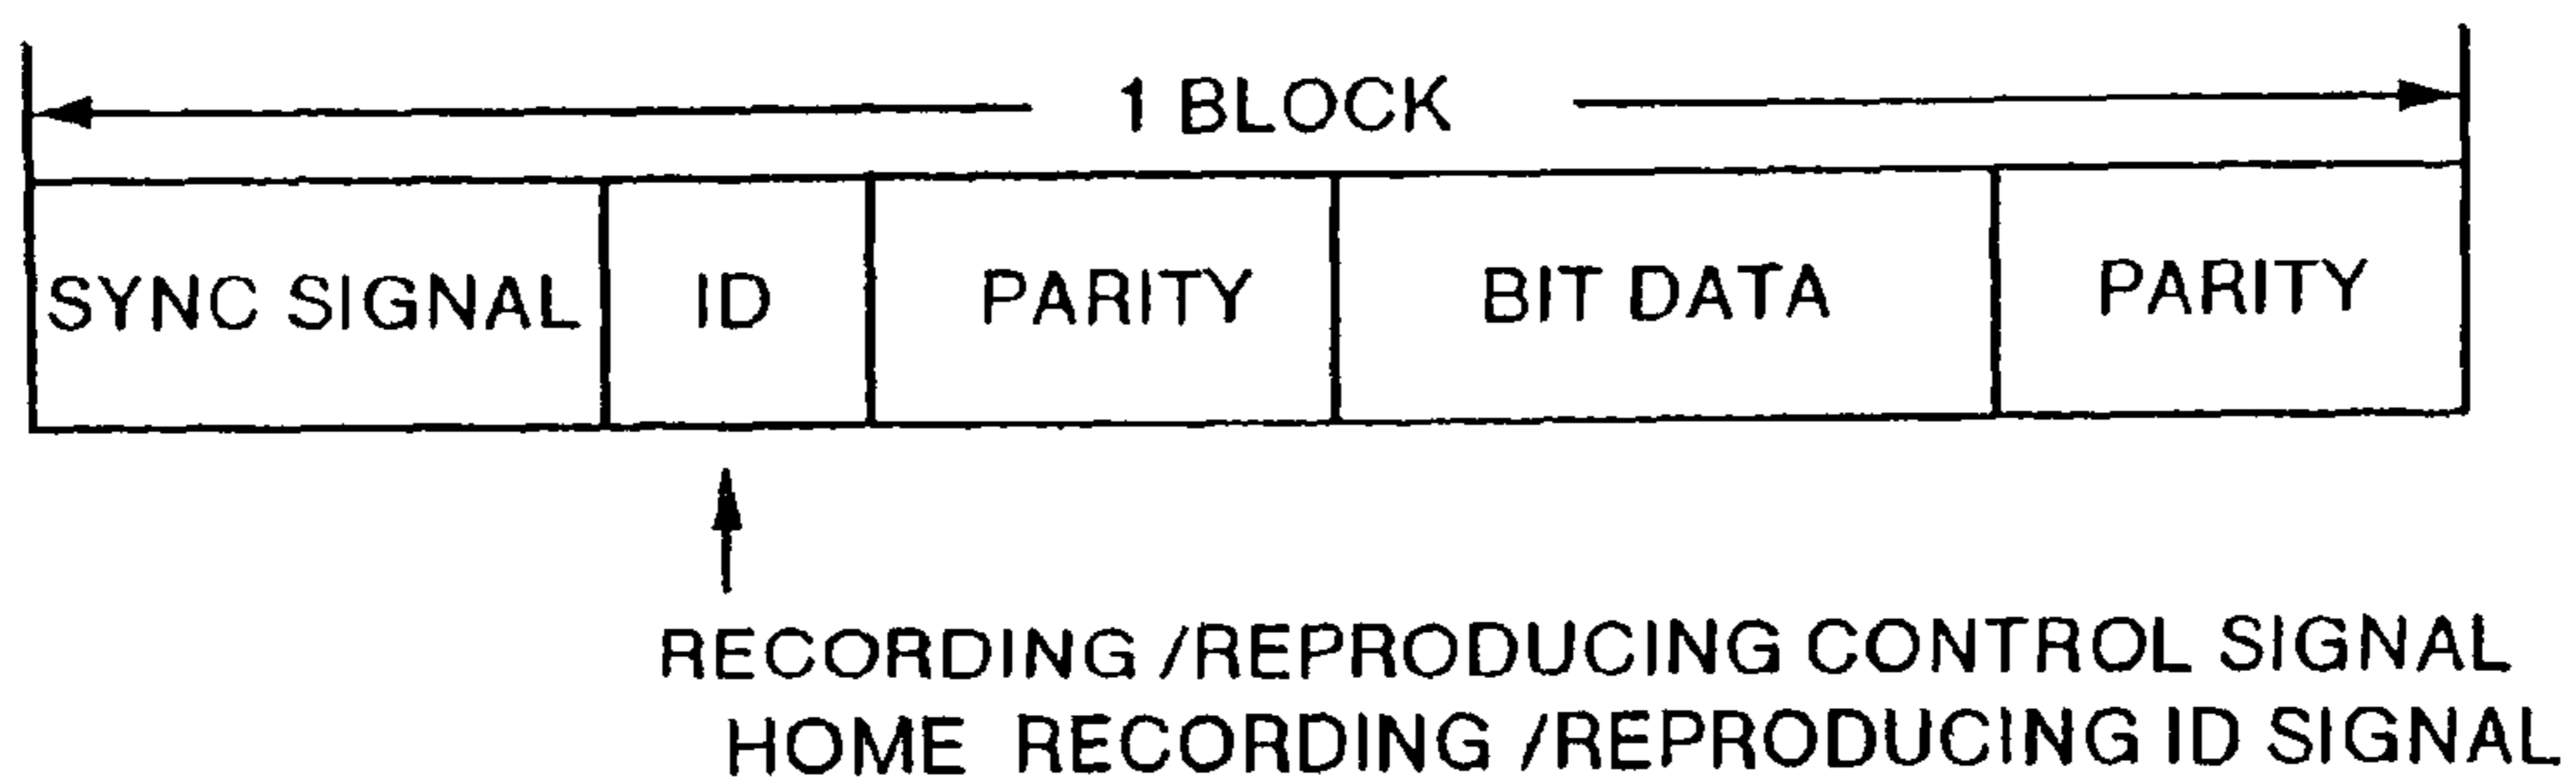 1 BLOCK
SYNC SIGNAL ID PARITY BIT DATA PARITY
RECORDING /REPRODUCING CONTROL SIGNAL
HOME RECORDING /REPRODUCING ID SIGNAL